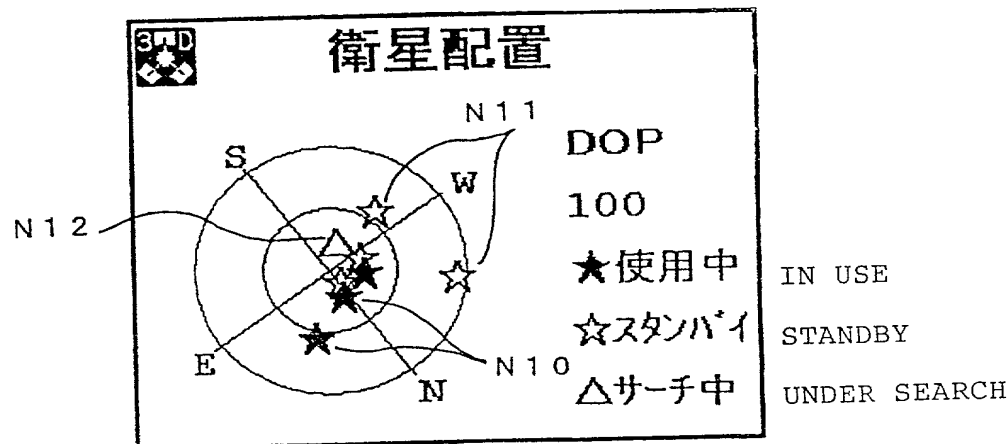 3 D
衛星配置
N11
DOP
S
W
100
N12
★使用中 IN USE
☆スタンバイ STANDBY
E
N10
N
△サーチ中 UNDER SEARCH